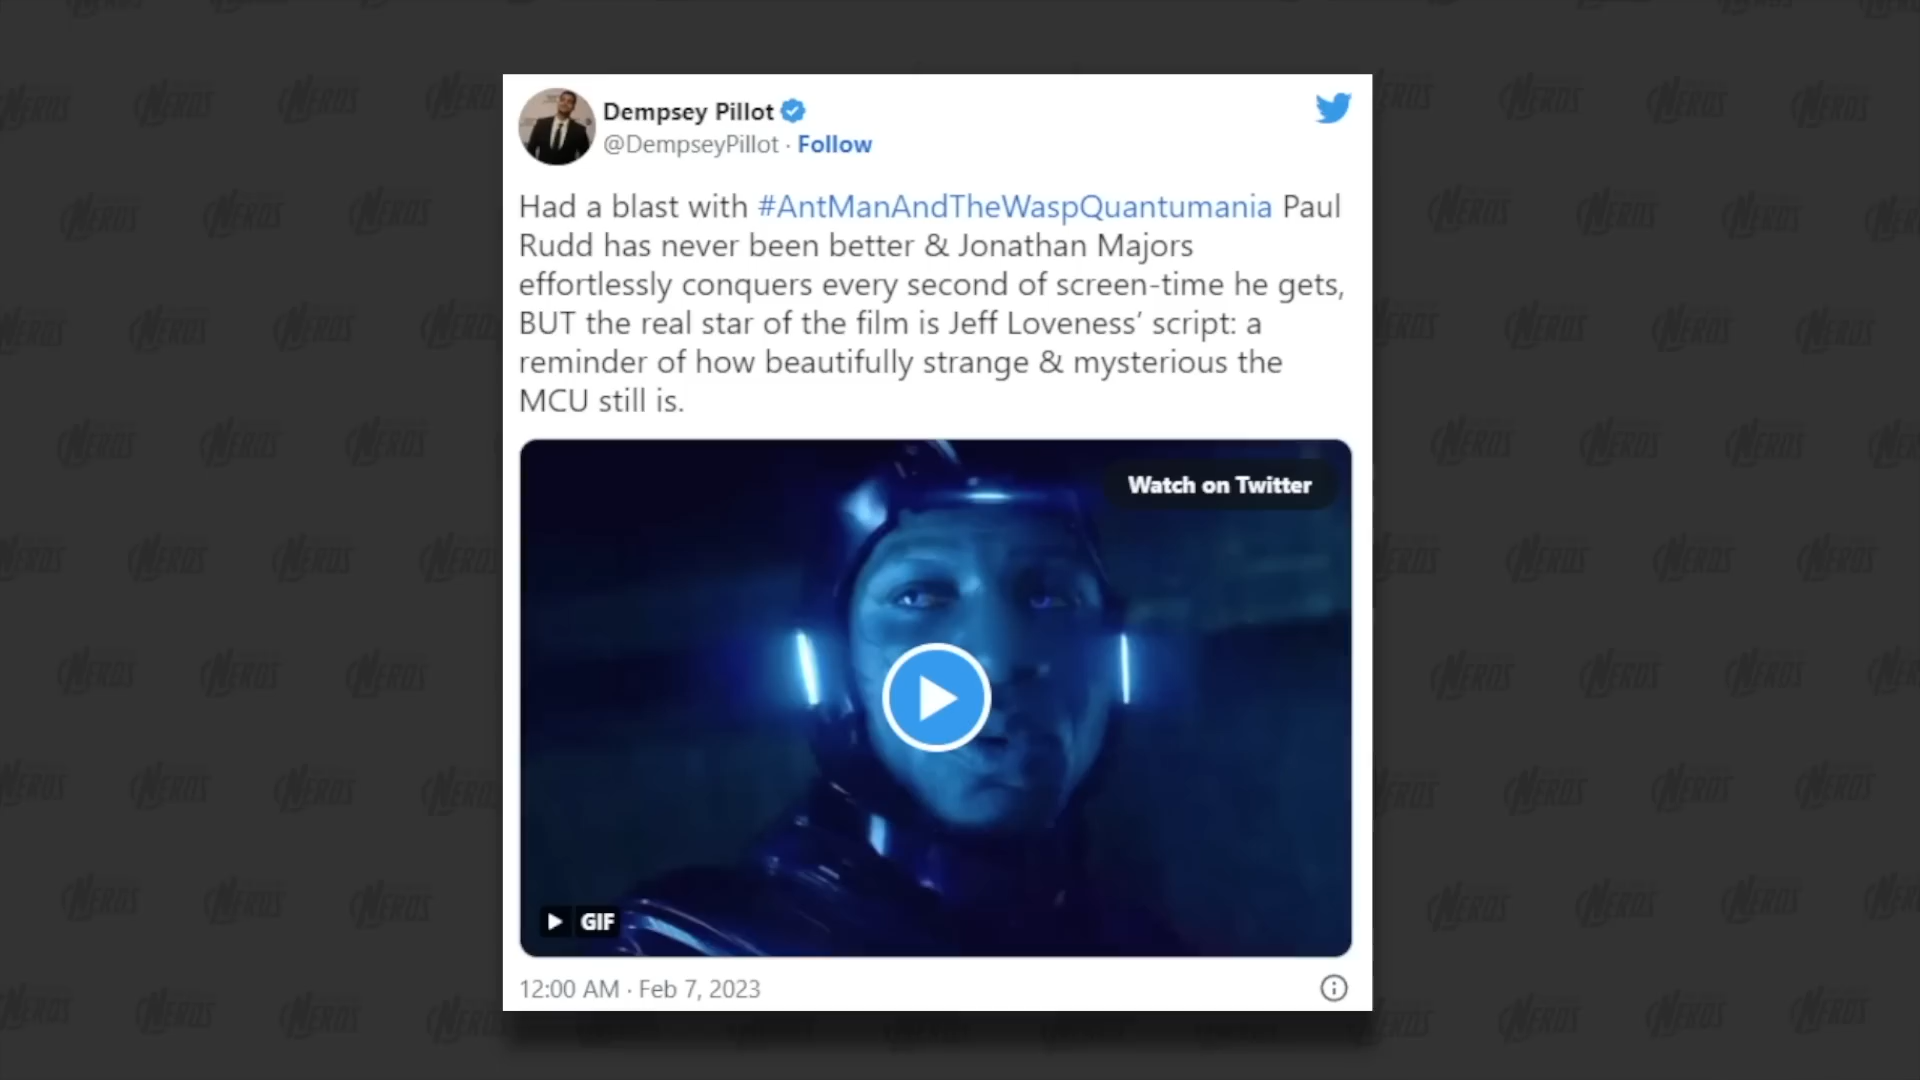 Dempsey Pillot
@DempseyPillot · Follow
Had a blast with #AntManAndTheWaspQuantumania Paul
Rudd has never been better & Jonathan Majors
effortlessly conquers every second of screen-time he gets,
BUT the real star of the film is Jeff Loveness’ script: a
reminder of how beautifully strange & mysterious the
MCU still is.
Watch on Twitter
GIF
12:00 AM · Feb 7, 2023